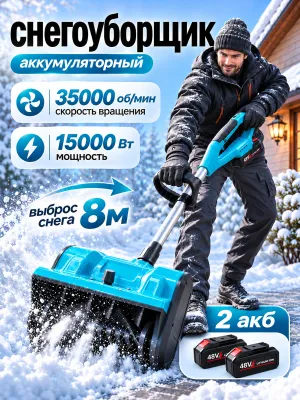 снегоуборщик
аккумуляторный
35000 об/мин
скорость вращения
15000 Вт
мощность
выброс
снега 8м
2 акб
48V
48V